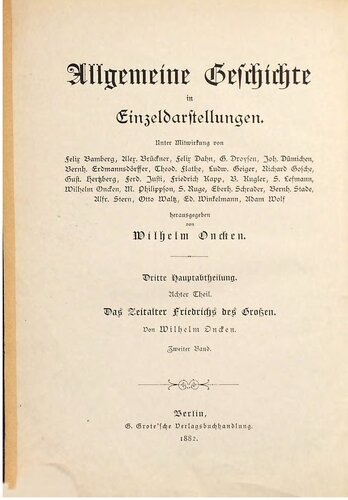 Allgemeine Geschichte
in
Einzeldarstellungen.
Unter Mitwirkung von
Felix Bamberg, Alex. Brückner, Felix Dahn, G. Droysen, Joh. Dümichen,
Bernh. Erdmannsdörffer, Theod. Flathe, Ludw. Geiger, Richard Gosche,
Gust. Hertzberg, Ferd. Justi, Friedrich Kapp, B. Kugler, S. Lefmann,
Wilhelm Oncken, M. Philippson, S. Ruge, Eberh. Schrader, Bernh. Stade,
Alfr. Stern, Otto Waltz, Ed. Winkelmann, Adam Wolf
herausgegeben
von
Wilhelm Oncken.
Dritte Hauptabtheilung.
Achter Theil.
Das Zeitalter Friedrichs des Großen.
Von Wilhelm Oncken.
Zweiter Band.
Berlin,
G. Grote'sche Verlagsbuchhandlung.
1882.